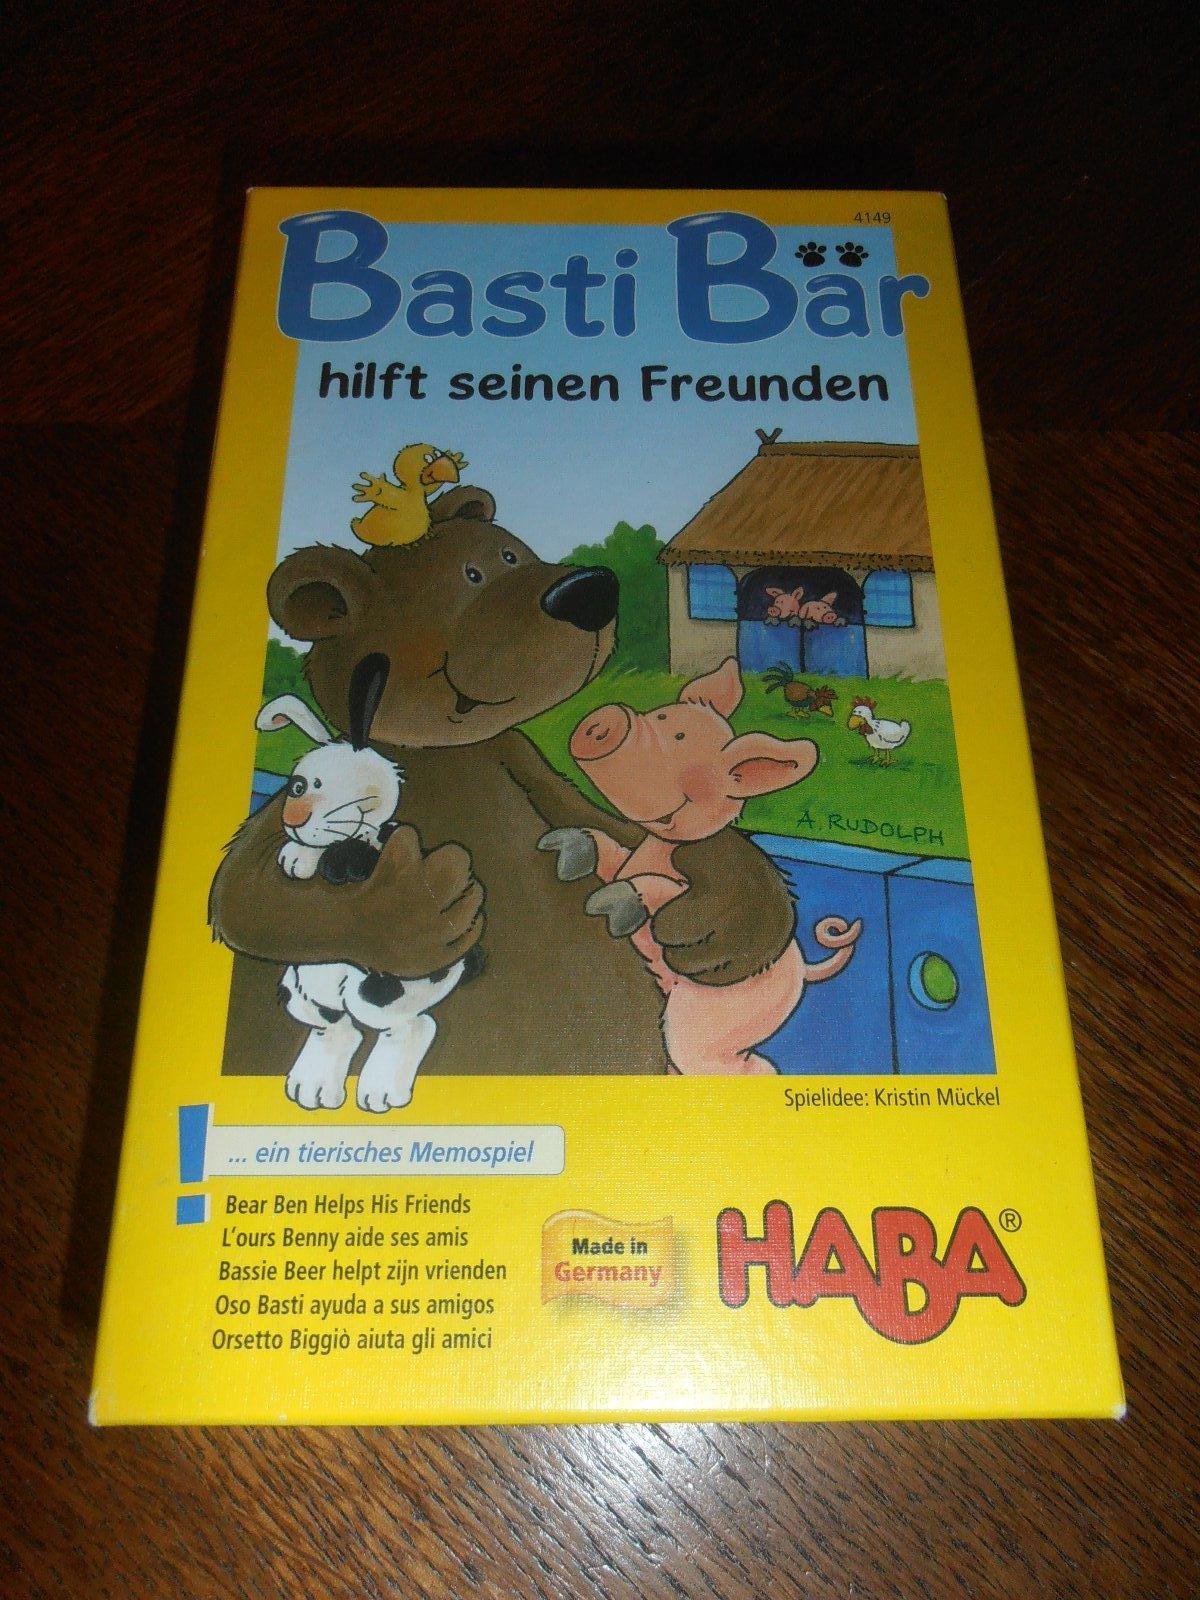 4149
Basti Bär
hilft seinen Freunden
A. RUDOLPH
Spielidee: Kristin Mückel
... ein tierisches Memospiel
Bear Ben Helps His Friends
L'ours Benny aide ses amis
Bassie Beer helpt zijn vrienden
Oso Basti ayuda a sus amigos
Orsetto Biggiò aiuta gli amici
Made in
Germany
HABA®